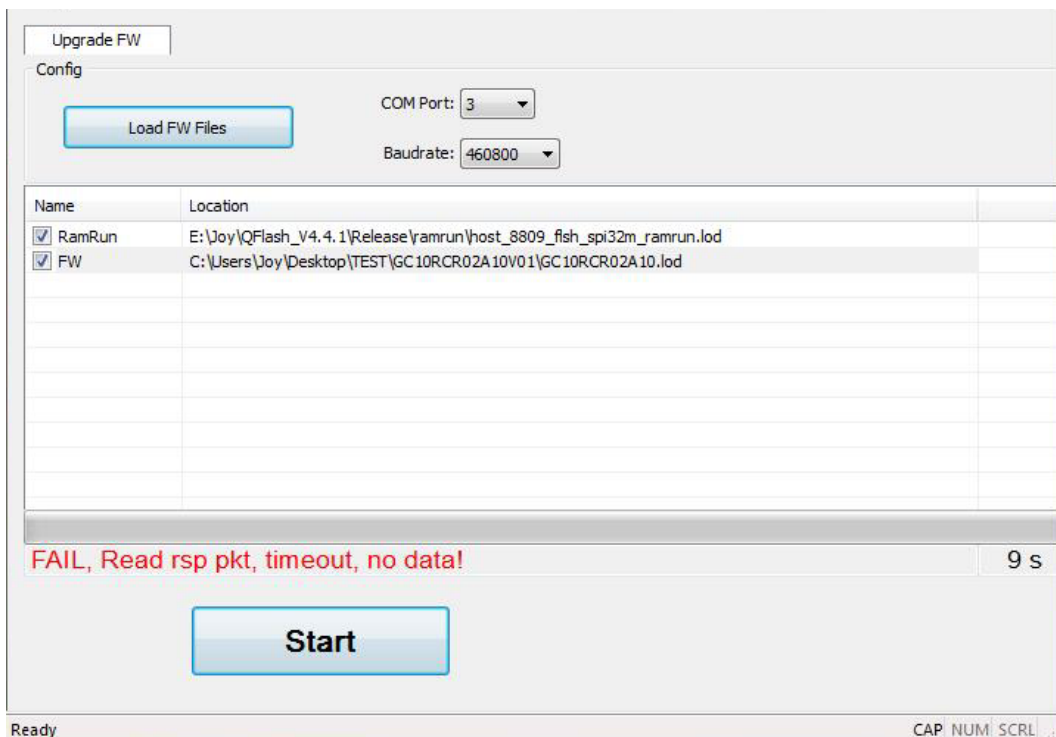 Upgrade FW
Config
Load FW Files
COM Port: 3
Baudrate: 460800
Name Location
RamRun E:\Joy\QFlash_V4.4.1\Release\ramrun\host_8809_flsh_spi32m_ramrun.lod
FW C:\Users\Joy\Desktop\TEST\GC10RCR02A10V01\GC10RCR02A10.lod
FAIL, Read rsp pkt, timeout, no data! 9 s
Start
Ready CAP NUM SCRL